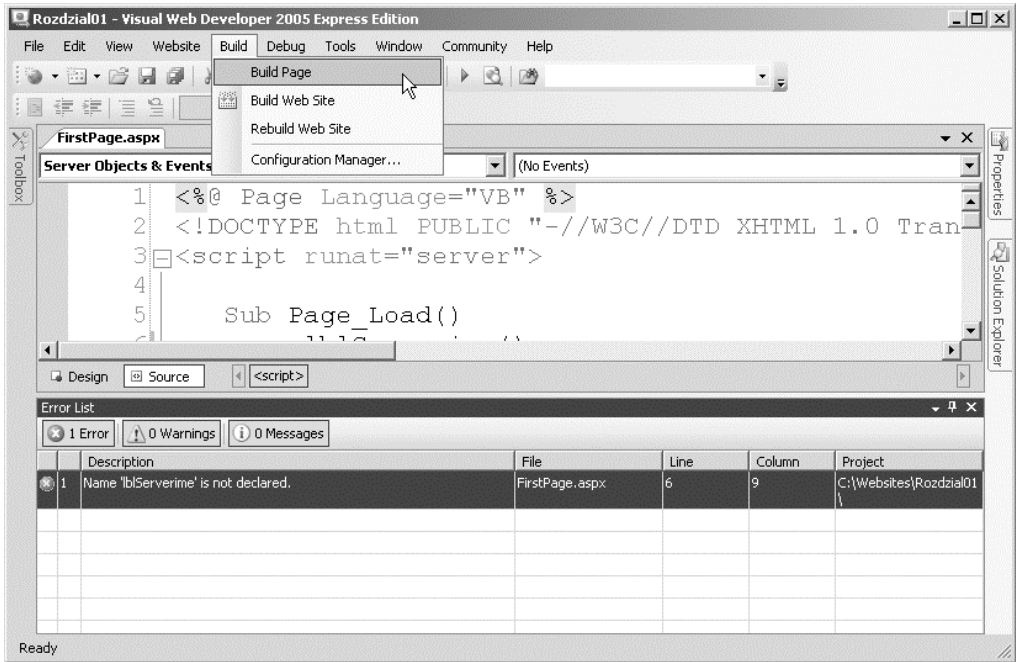 Rozdzial01 - Visual Web Developer 2005 Express Edition
File Edit View Website Build Debug Tools Window Community Help
Build Page
Build Web Site
Rebuild Web Site
Configuration Manager...
Toolbox
FirstPage.aspx
Server Objects & Events
(No Events)
1 <%@ Page Language="VB" %>
2 <!DOCTYPE html PUBLIC "-//W3C//DTD XHTML 1.0 Tran
3 <script runat="server">
4
5 Sub Page_Load()
Properties
Solution Explorer
Design Source <script>
Error List
1 Error 0 Warnings 0 Messages
Description File Line Column Project
1 Name 'lblServerime' is not declared. FirstPage.aspx 6 9 C:\Websites\Rozdzial01
\
Ready